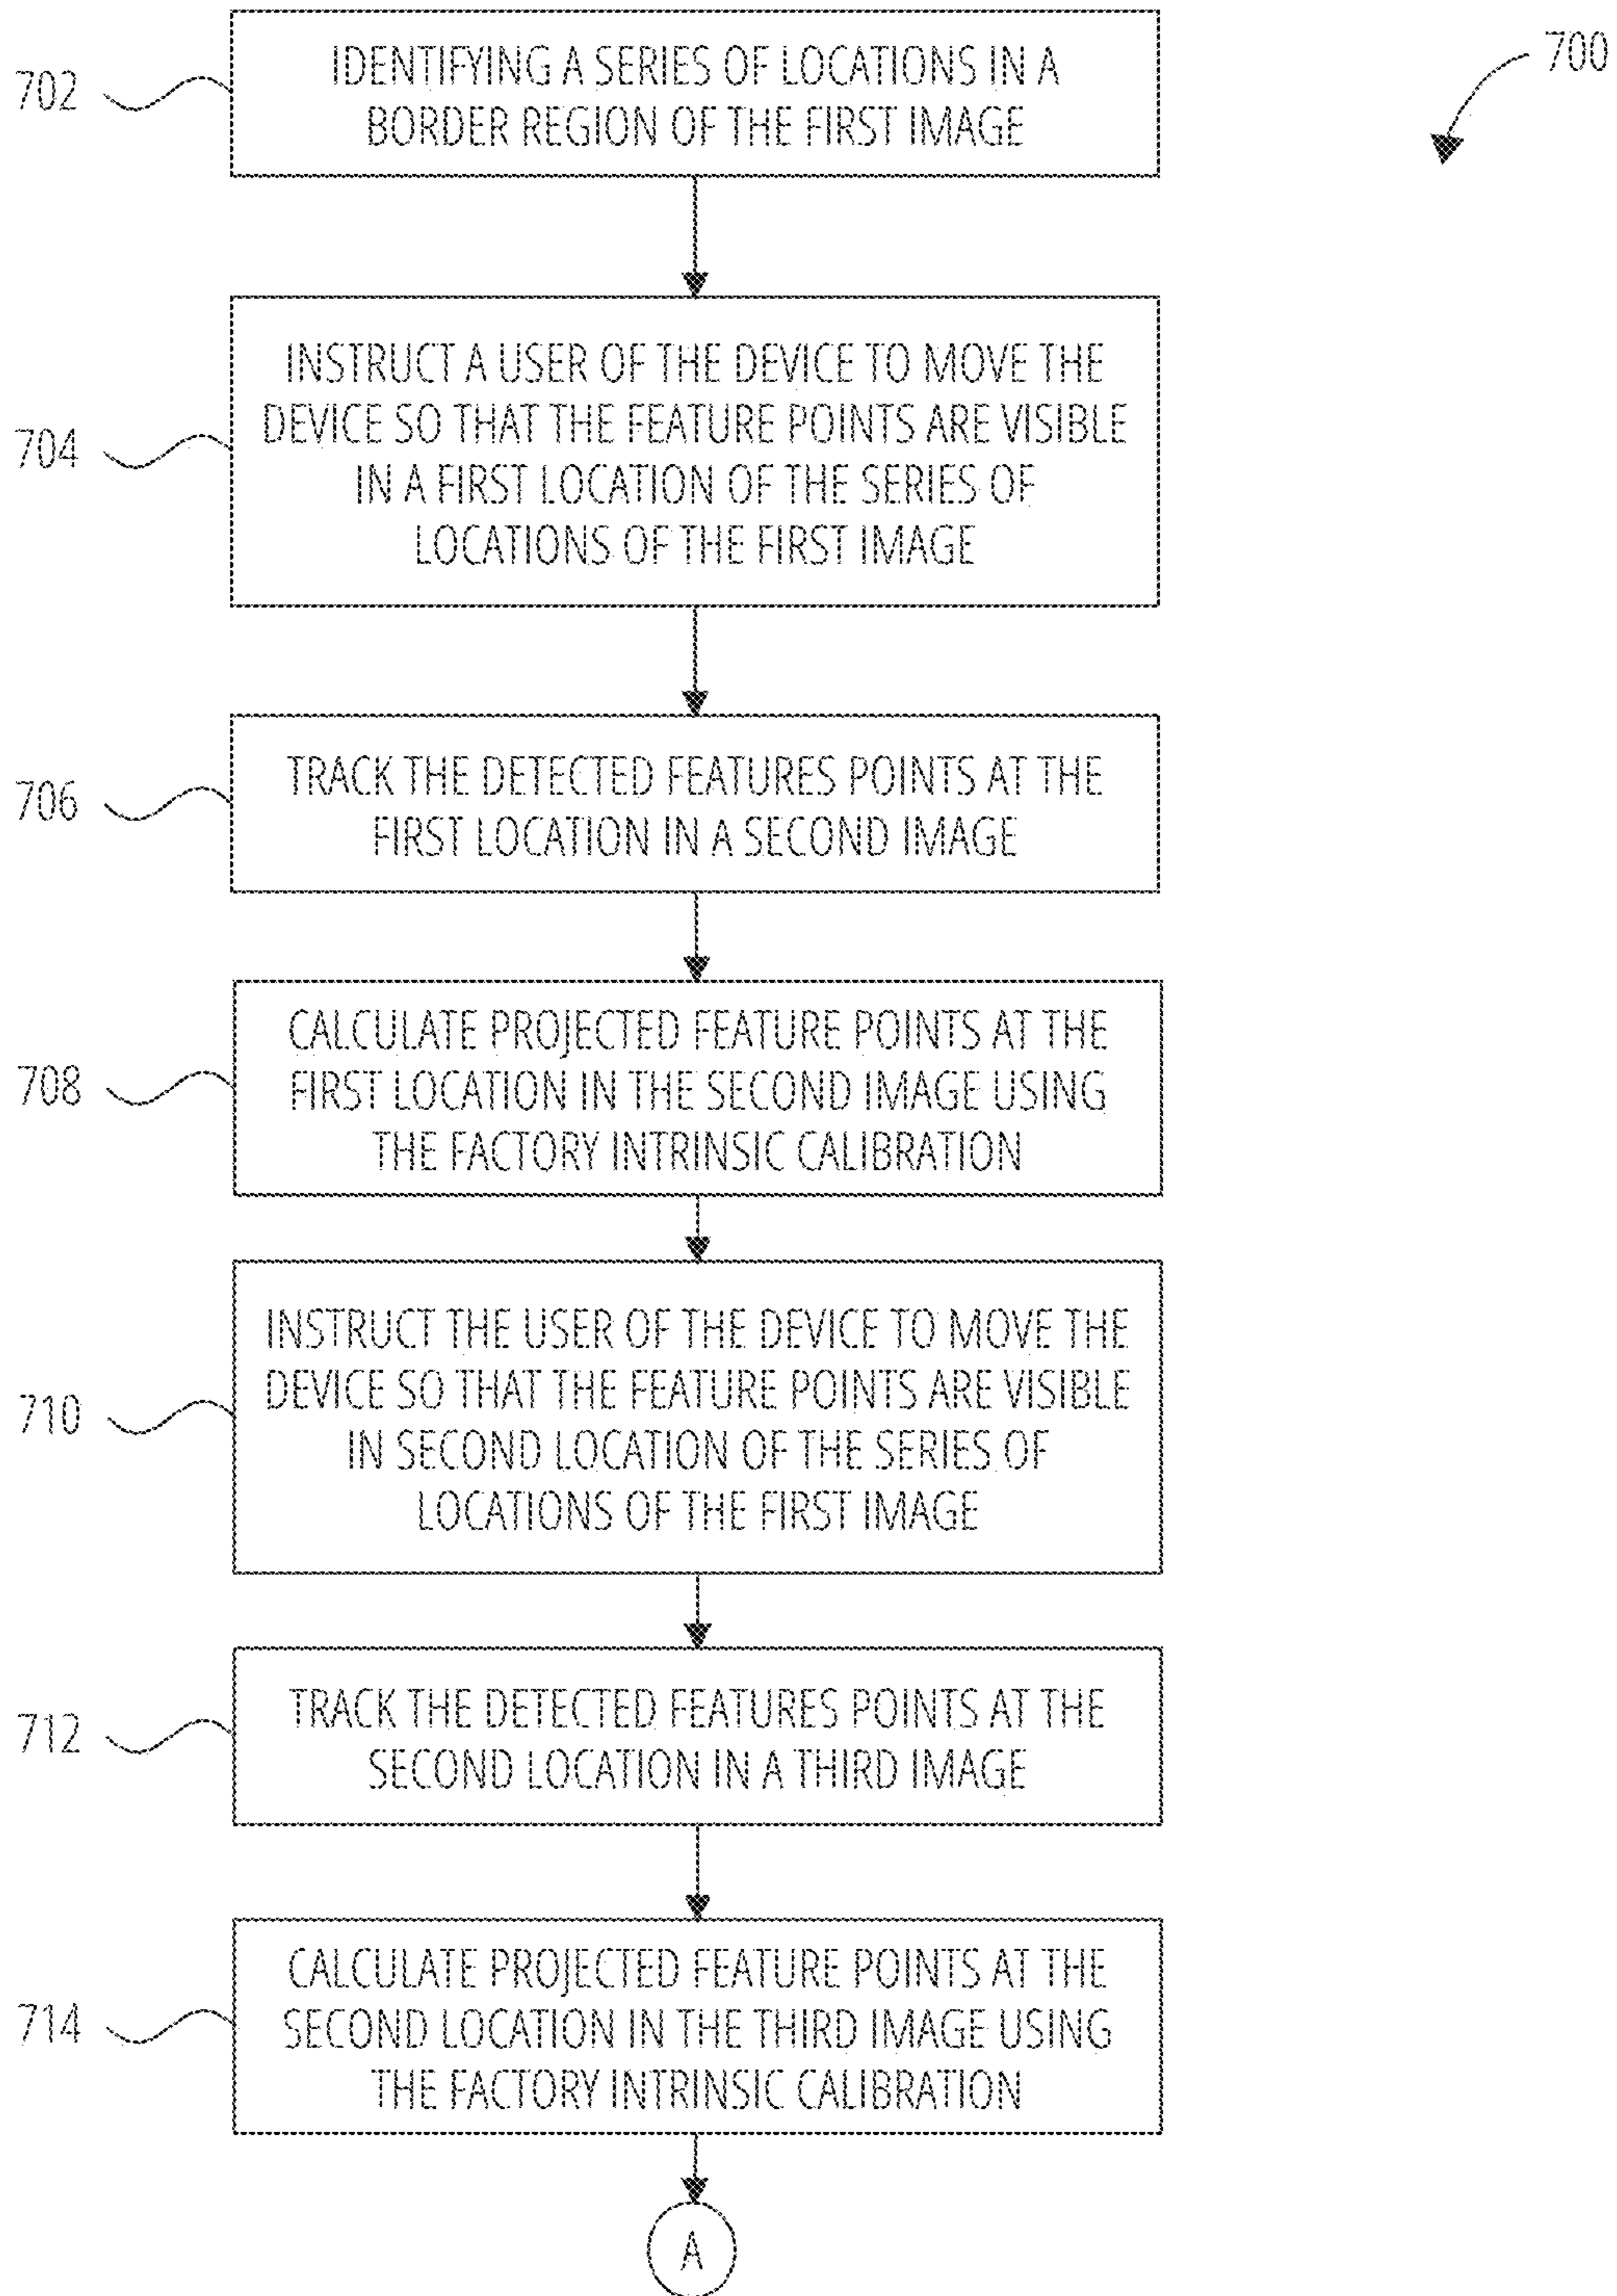 700
702
IDENTIFYING A SERIES OF LOCATIONS IN A
BORDER REGION OF THE FIRST IMAGE
704
INSTRUCT A USER OF THE DEVICE TO MOVE THE
DEVICE SO THAT THE FEATURE POINTS ARE VISIBLE
IN A FIRST LOCATION OF THE SERIES OF
LOCATIONS OF THE FIRST IMAGE
706
TRACK THE DETECTED FEATURES POINTS AT THE
FIRST LOCATION IN A SECOND IMAGE
708
CALCULATE PROJECTED FEATURE POINTS AT THE
FIRST LOCATION IN THE SECOND IMAGE USING
THE FACTORY INTRINSIC CALIBRATION
710
INSTRUCT THE USER OF THE DEVICE TO MOVE THE
DEVICE SO THAT THE FEATURE POINTS ARE VISIBLE
IN SECOND LOCATION OF THE SERIES OF
LOCATIONS OF THE FIRST IMAGE
712
TRACK THE DETECTED FEATURES POINTS AT THE
SECOND LOCATION IN A THIRD IMAGE
714
CALCULATE PROJECTED FEATURE POINTS AT THE
SECOND LOCATION IN THE THIRD IMAGE USING
THE FACTORY INTRINSIC CALIBRATION
A